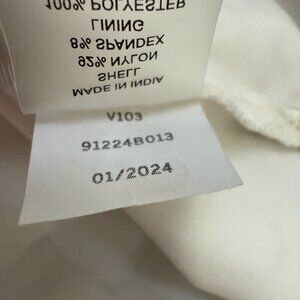 MADE IN INDIA
SHELL
92% NYLON
8% SPANDEX
LINING
100% POLYESTER
V103
91224B013
01/2024